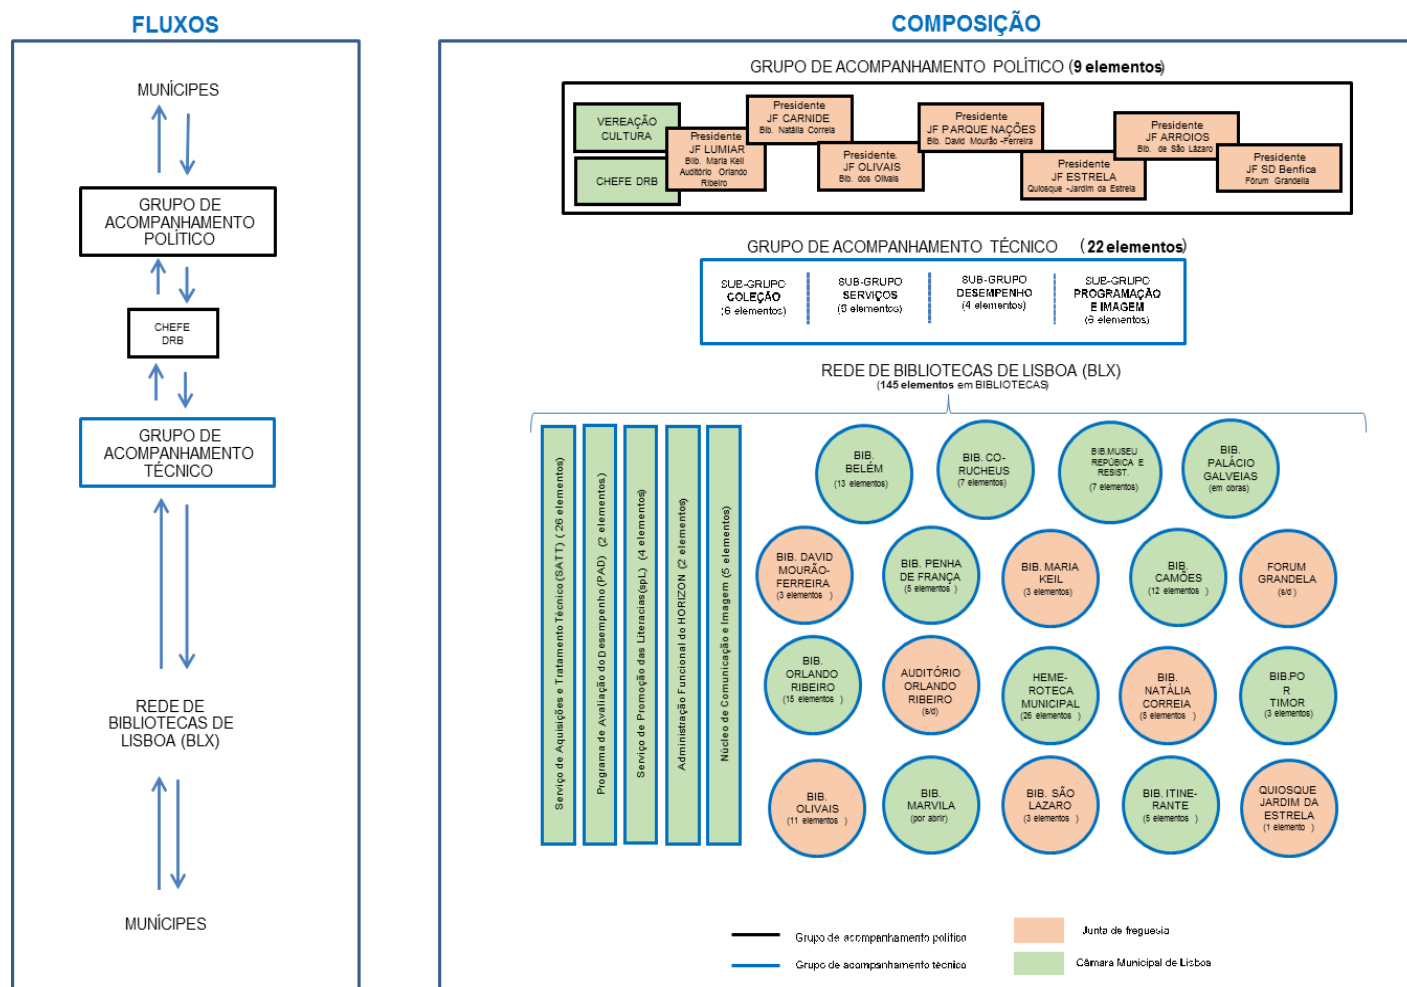 FLUXOS
MUNÍCIPES
GRUPO DE
ACOMPANHAMENTO
POLÍTICO
CHEFE
DRB
GRUPO DE
ACOMPANHAMENTO
TÉCNICO
REDE DE
BIBLIOTECAS DE
LISBOA (BLX)
MUNÍCIPES
COMPOSIÇÃO
GRUPO DE ACOMPANHAMENTO POLÍTICO (9 elementos)
VEREAÇÃO
CULTURA
CHEFE DRB
Presidente
JF LUMIAR
Bib. Maria Keil
Auditório Orlando
Ribeiro
Presidente
JF CARNIDE
Bib. Natália Correia
Presidente.
JF OLIVAIS
Bib. dos Olivais
Presidente
JF PARQUE NAÇÕES
Bib. David Mourão -Ferreira
Presidente
JF ESTRELA
Quiosque -Jardim da Estrela
Presidente
JF ARROIOS
Bib. de São Lázaro
Presidente
JF SD Benfica
Fórum Grandella
GRUPO DE ACOMPANHAMENTO TÉCNICO (22 elementos)
SUB-GRUPO
COLEÇÃO
(6 elementos)
SUB-GRUPO
SERVIÇOS
(5 elementos)
SUB-GRUPO
DESEMPENHO
(4 elementos)
SUB-GRUPO
PROGRAMAÇÃO
E IMAGEM
(6 elementos)
REDE DE BIBLIOTECAS DE LISBOA (BLX)
(145 elementos em BIBLIOTECAS)
Serviço de Aquisições e Tratamento Técnico (SATT) ( 26 elementos)
Programa de Avaliação do Desempenho (PAD) (2 elementos)
Serviço de Promoção das Literacias (spL) (4 elementos)
Administração Funcional do HORIZON (2 elementos)
Núcleo de Comunicação e Imagem (5 elementos)
BIB.
BELÉM
(13 elementos)
BIB. CO-
RUCHEUS
(7 elementos)
BIB.MUSEU
REPÚBICA E
RESIST.
(7 elementos)
BIB.
PALÁCIO
GALVEIAS
(em obras)
BIB. DAVID
MOURÃO-
FERREIRA
(3 elementos )
BIB. PENHA
DE FRANÇA
(5 elementos )
BIB. MARIA
KEIL
(3 elementos)
BIB.
CAMÕES
(12 elementos )
FORUM
GRANDELA
(s/d )
BIB.
ORLANDO
RIBEIRO
(15 elementos )
AUDITÓRIO
ORLANDO
RIBEIRO
(s/d)
HEME-
ROTECA
MUNICIPAL
(26 elementos )
BIB.
NATÁLIA
CORREIA
(5 elementos )
BIB.PO
R
TIMOR
(3 elementos)
BIB.
OLIVAIS
(11 elementos )
BIB.
MARVILA
(por abrir)
BIB. SÃO
LAZARO
(3 elementos )
BIB. ITINE-
RANTE
(5 elementos )
QUIOSQUE
JARDIM DA
ESTRELA
(1 elemento )
Grupo de acompanhamento político
Junta de freguesia
Grupo de acompanhamento técnico
Câmara Municipal de Lisboa